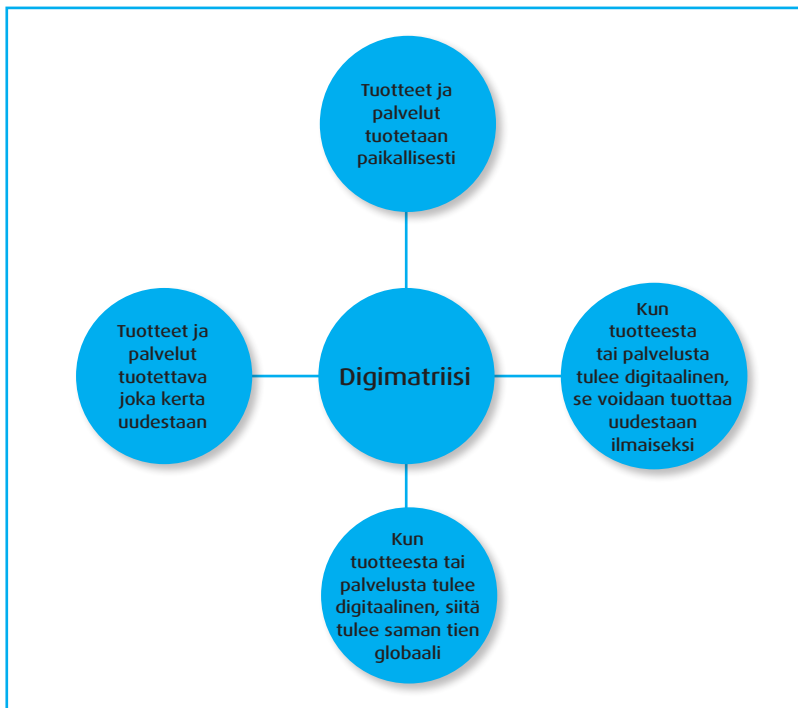 Tuotteet ja
palvelut
tuotetaan
paikallisesti
Tuotteet ja
palvelut
tuotettava
joka kerta
uudestaan
Digimatriisi
Kun
tuotteesta
tai palvelusta
tulee digitaalinen,
se voidaan tuottaa
uudestaan
ilmaiseksi
Kun
tuotteesta tai
palvelusta tulee
digitaalinen, siitä
tulee saman tien
globaali